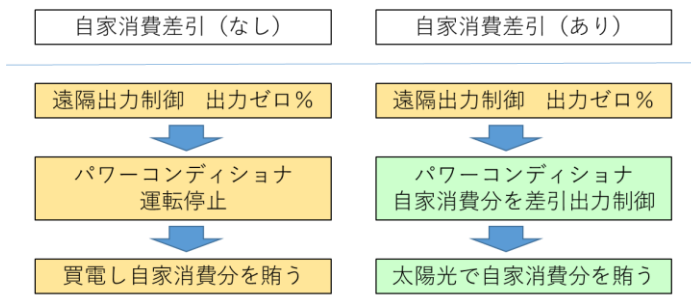 自家消費差引(なし)
遠隔出力制御 出力ゼロ%
パワーコンディショナ
運転停止
買電し自家消費分を賄う
自家消費差引(あり)
遠隔出力制御 出力ゼロ%
パワーコンディショナ
自家消費分を差引出力制御
太陽光で自家消費分を賄う